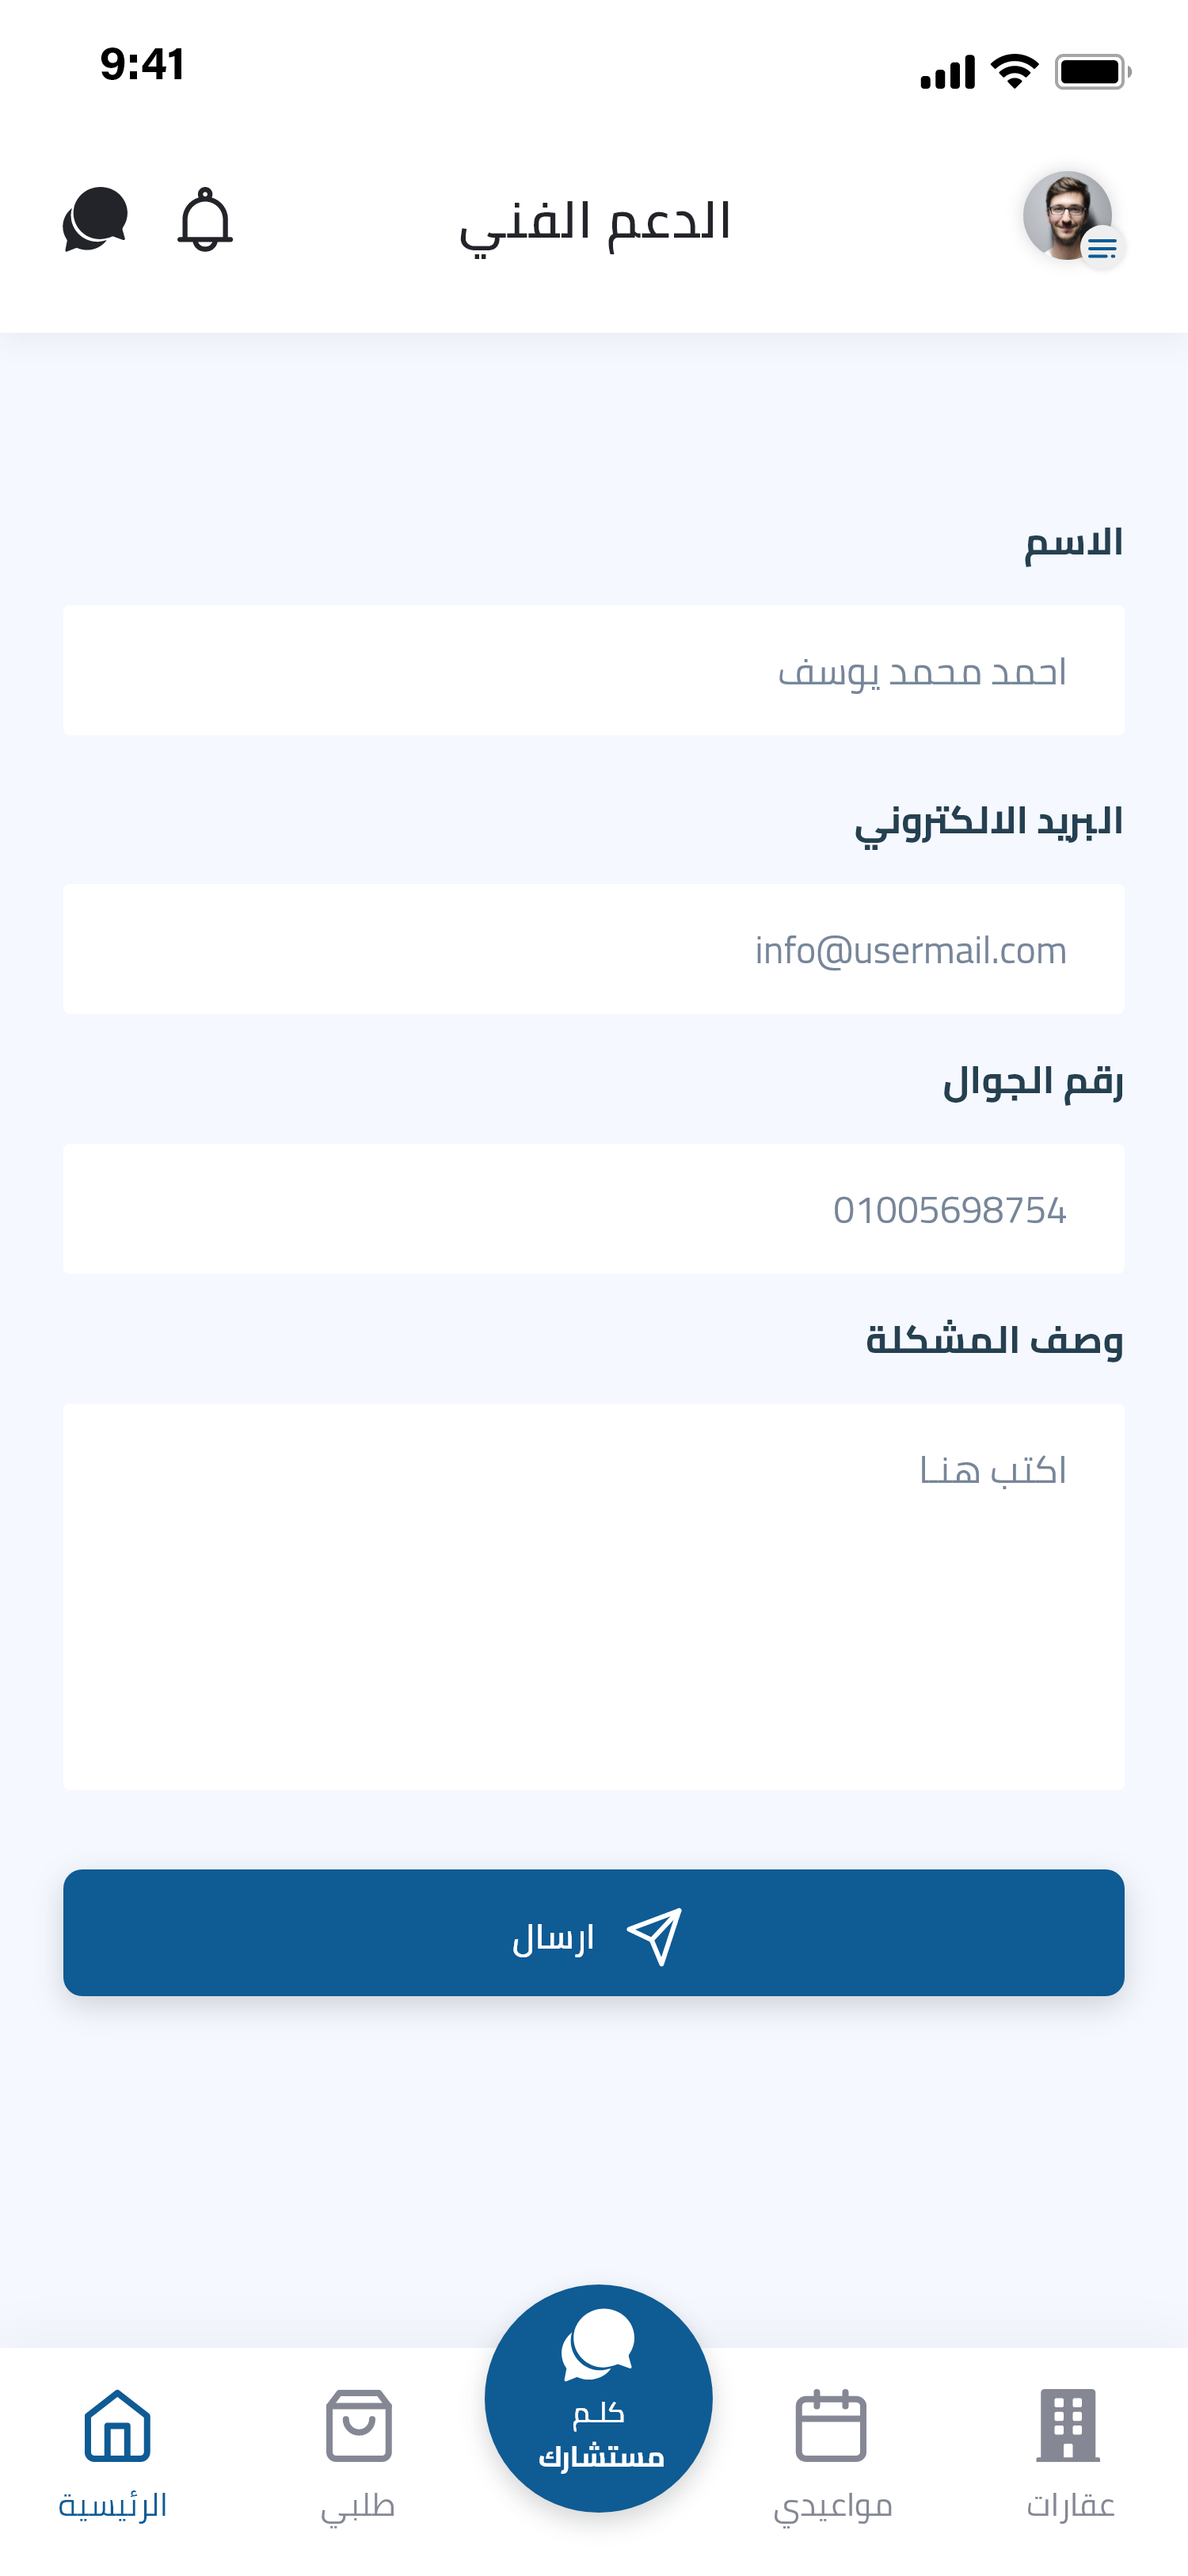 9:41
الدعم الفني
الاسم
احمد محمد يوسف
البريد الالكتروني
info@usermail.com
رقم الجوال
01005698754
وصف المشكلة
اكتب هنا
ارسال
كلم
مستشارك
عقارات
مواعيدي
طلبي
الرئيسية